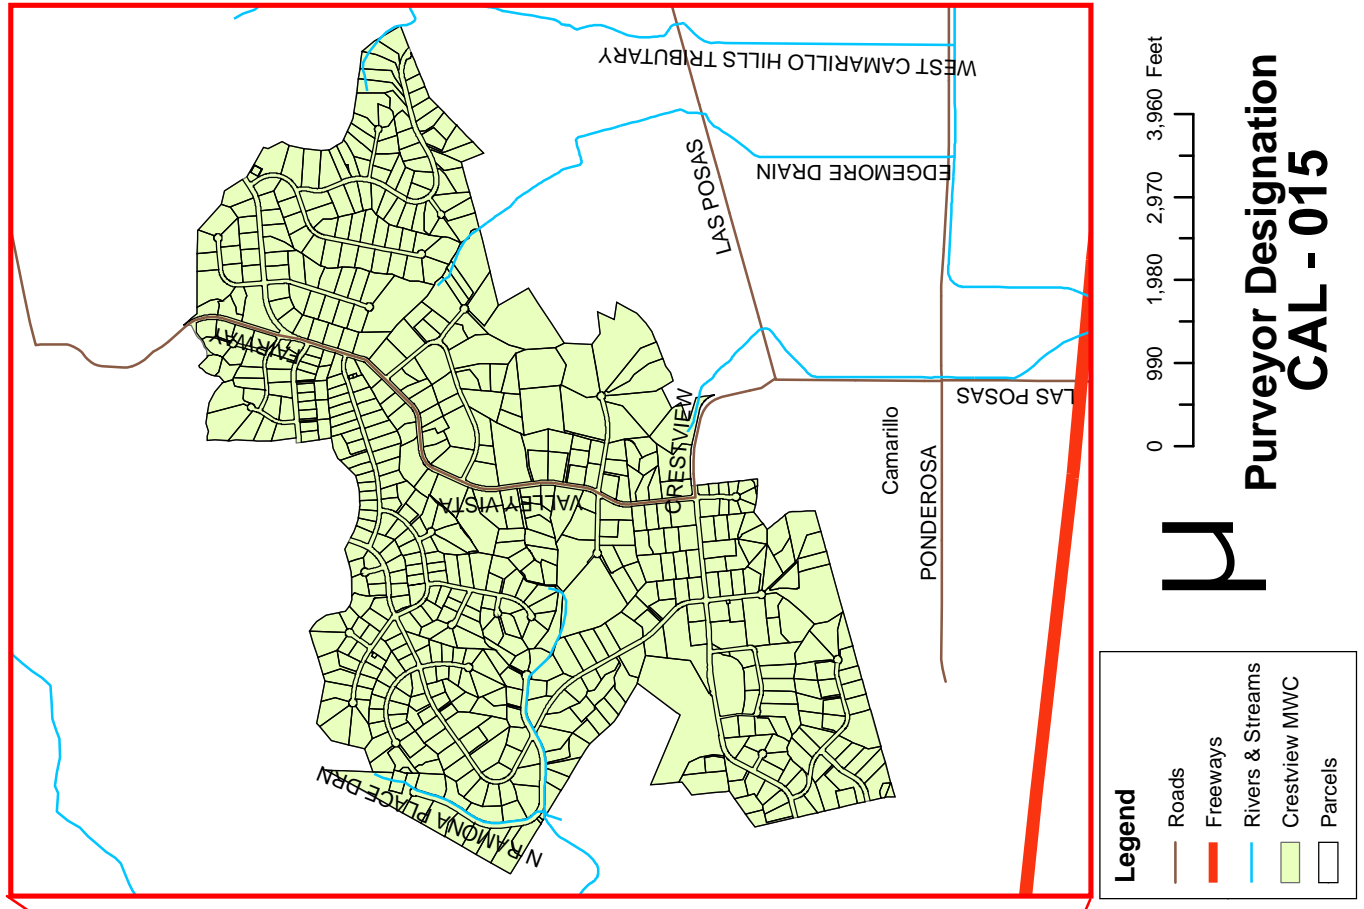 WEST CAMARILLO HILLS TRIBUTARY
EDGEMORE DRAIN
LAS POSAS
FAIRWAY
CRESTVIEW
LAS POSAS
VALLEY VISTA
Camarillo
PONDEROSA
N RAMONA PLACE DRN
0 990 1,980 2,970 3,960 Feet
Purveyor Designation
CAL - 015
µ
Legend
Roads
Freeways
Rivers & Streams
Crestview MWC
Parcels